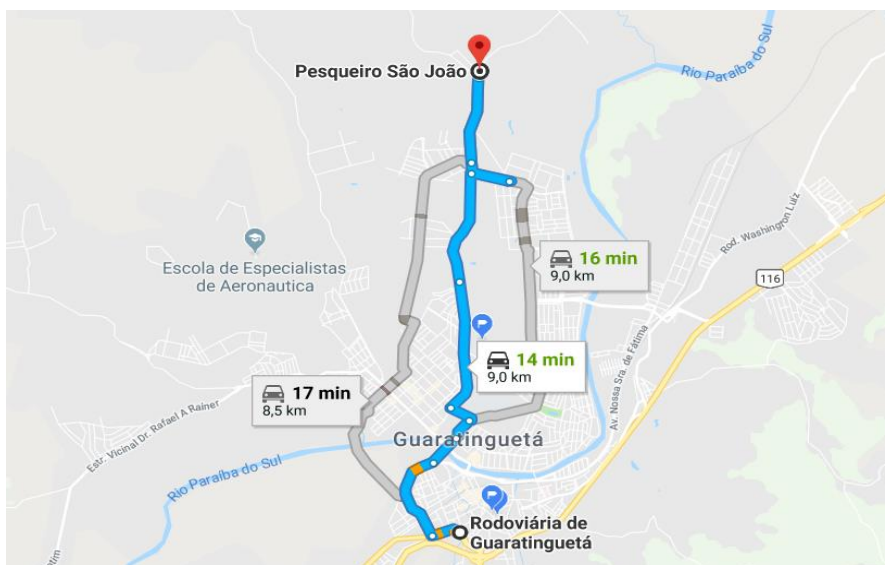 Pesqueiro São João
Rio Paraíba do Sul
Rod. Washington Luíz
116
Escola de Especialistas
de Aeronautica
16 min
9,0 km
P
14 min
9,0 km
17 min
8,5 km
Av. Nossa Sra. de Fátima
Guaratinguetá
Estr. Vicinal Dr. Rafael A Rainer
Rio Paraíba do Sul
P
Rodoviária de
Guaratinguetá